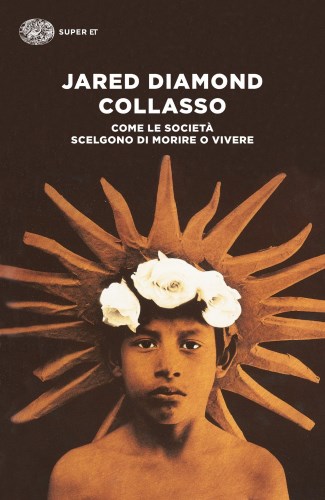 SUPER ET
JARED DIAMOND
COLLASSO
COME LE SOCIETÀ
SCELGONO DI MORIRE O VIVERE